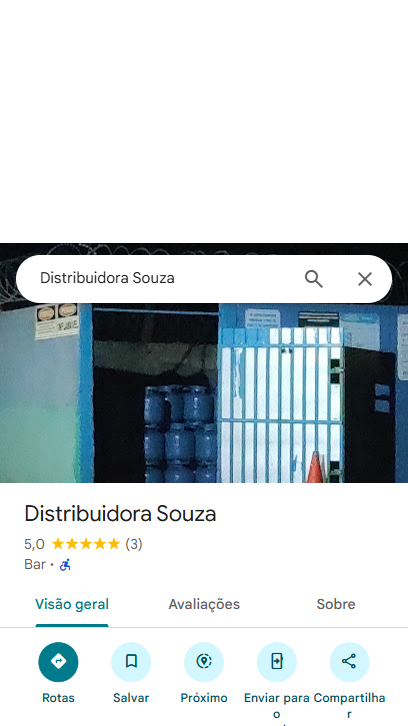 Distribuidora Souza
Distribuidora Souza
5,0 (3)
Bar ·
Visão geral
Avaliações
Sobre
Rotas
Salvar
Próximo
Enviar para o
Compartilhar